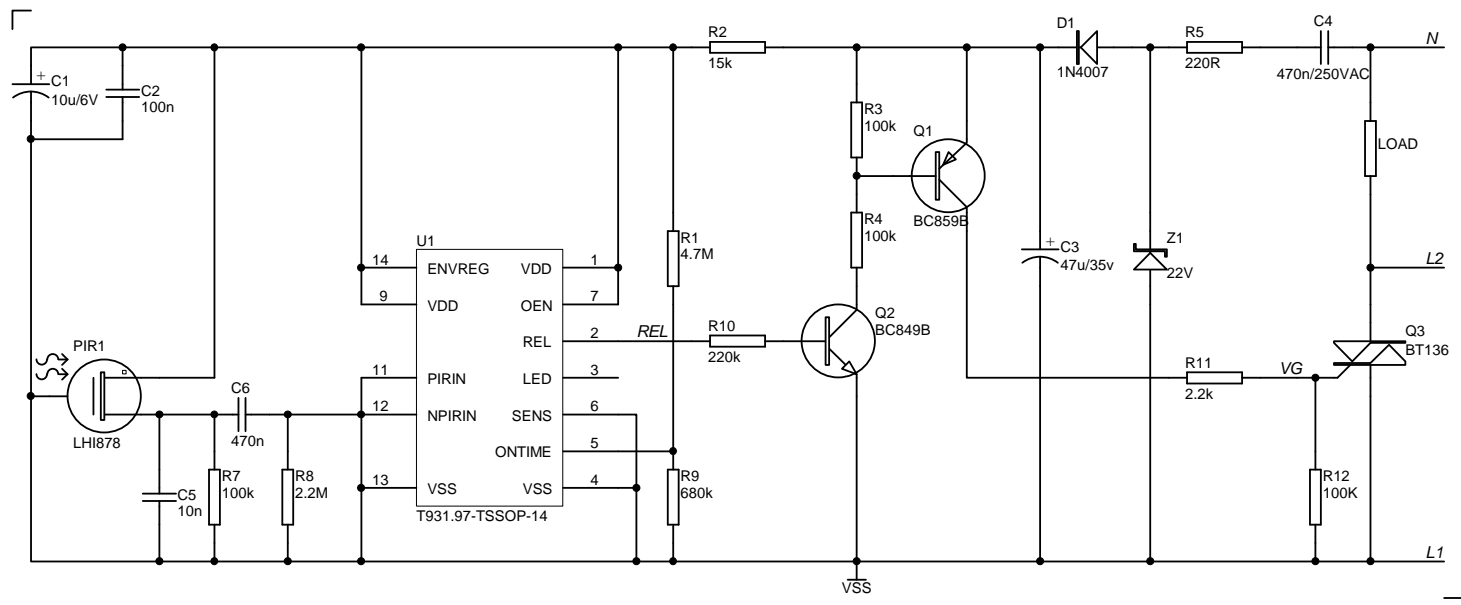 R2
15k
D1
1N4007
R5
220R
C4
470n/250VAC
N
+
C1
10u/6V
C2
100n
R3
100k
Q1
BC859B
LOAD
R4
100k
U1
R1
4.7M
+
C3
47u/35v
Z1
22V
L2
14
ENVREG
VDD
1
9
VDD
OEN
7
REL
2
REL
R10
220k
Q2
BC849B
Q3
BT136
PIR1
11
PIRIN
LED
3
R11
2.2k
VG
C6
470n
12
NPIRIN
SENS
6
LHI878
ONTIME
5
C5
10n
R7
100k
R8
2.2M
13
VSS
VSS
4
R9
680k
R12
100K
T931.97-TSSOP-14
L1
VSS